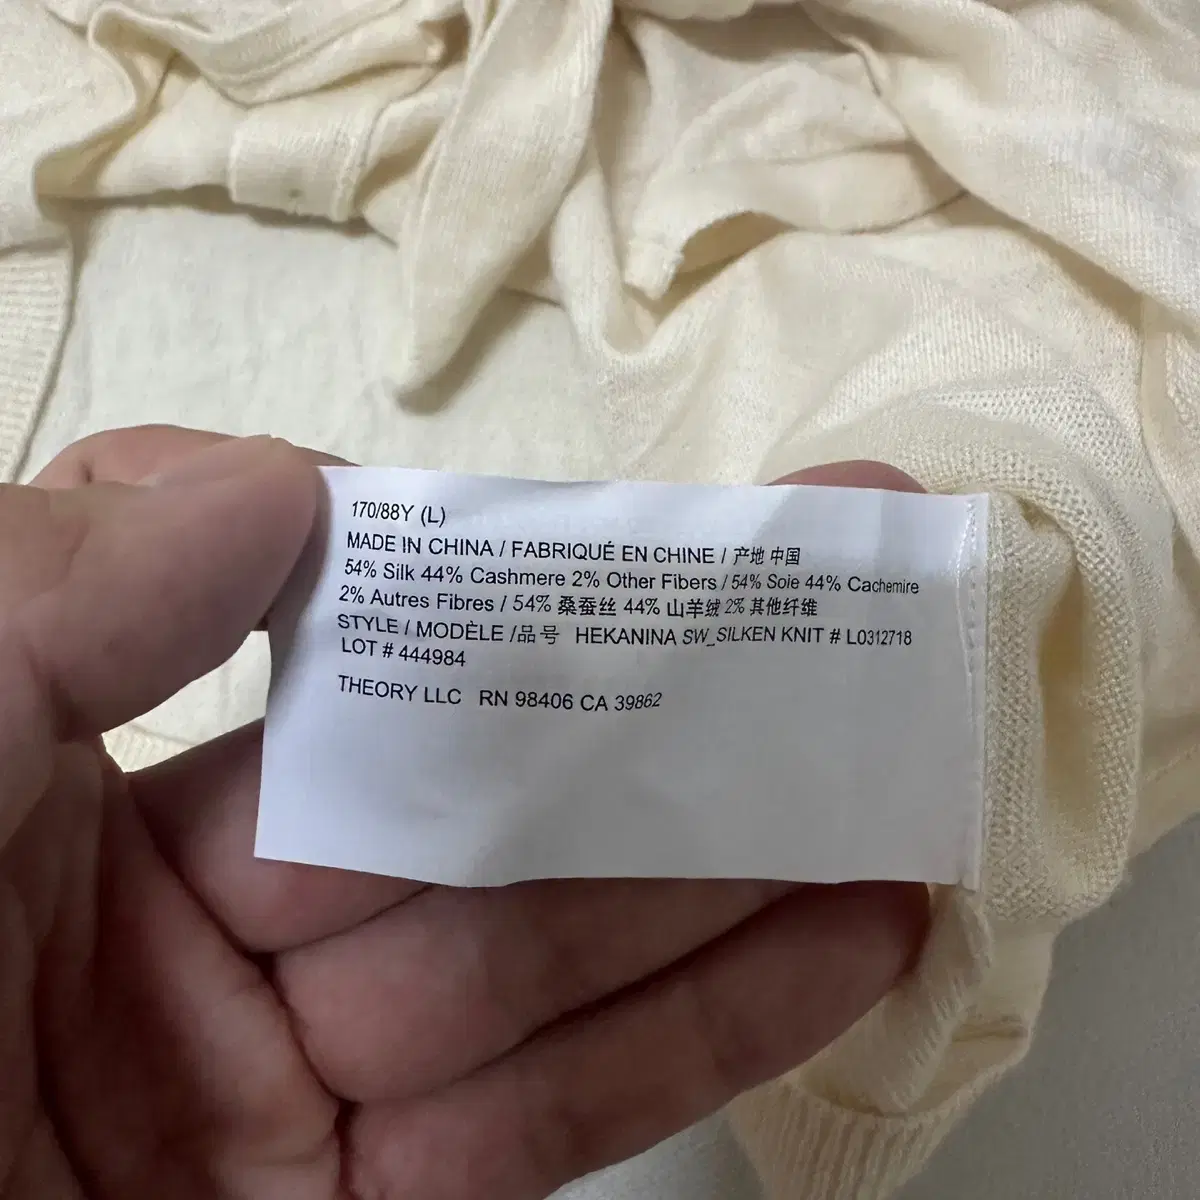 170/88Y (L)
MADE IN CHINA / FABRIQUÉ EN CHINE / 产地 中国
54% Silk 44% Cashmere 2% Other Fibers / 54% Soie 44% Cachemire
2% Autres Fibres / 54% 桑蚕丝 44% 山羊绒 2% 其他纤维
STYLE / MODÈLE /品号 HEKANINA SW_SILKEN KNIT # L0312718
LOT # 444984
THEORY LLC RN 98406 CA 39862